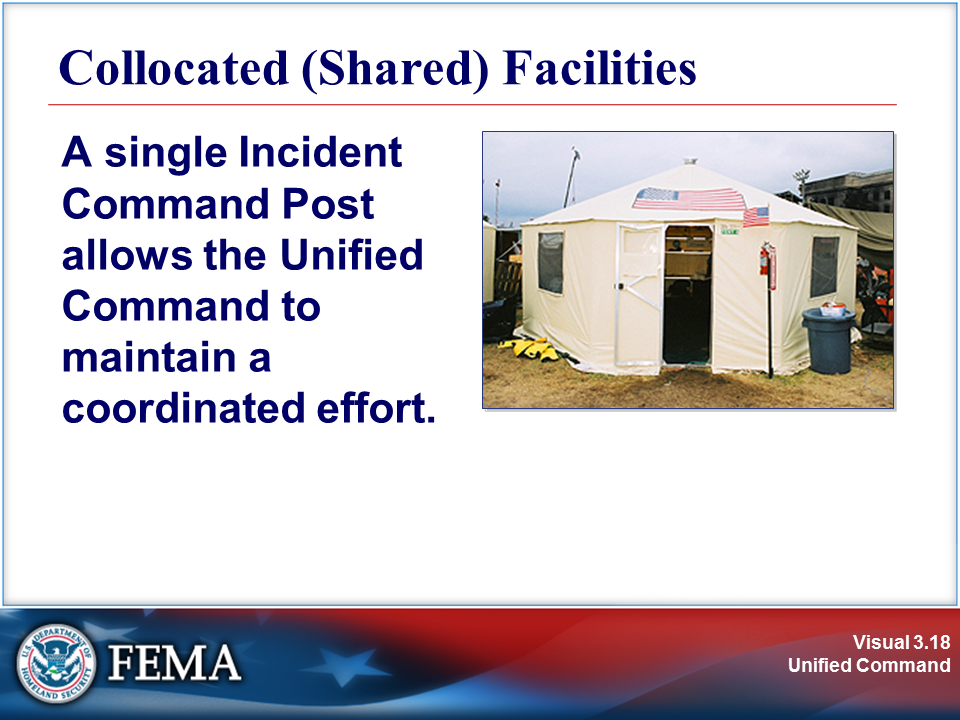 Collocated (Shared) Facilities
A single Incident
Command Post
allows the Unified
Command to
maintain a
coordinated effort.
U.S. DEPARTMENT OF
HOMELAND SECURITY
FEMA
Visual 3.18
Unified Command